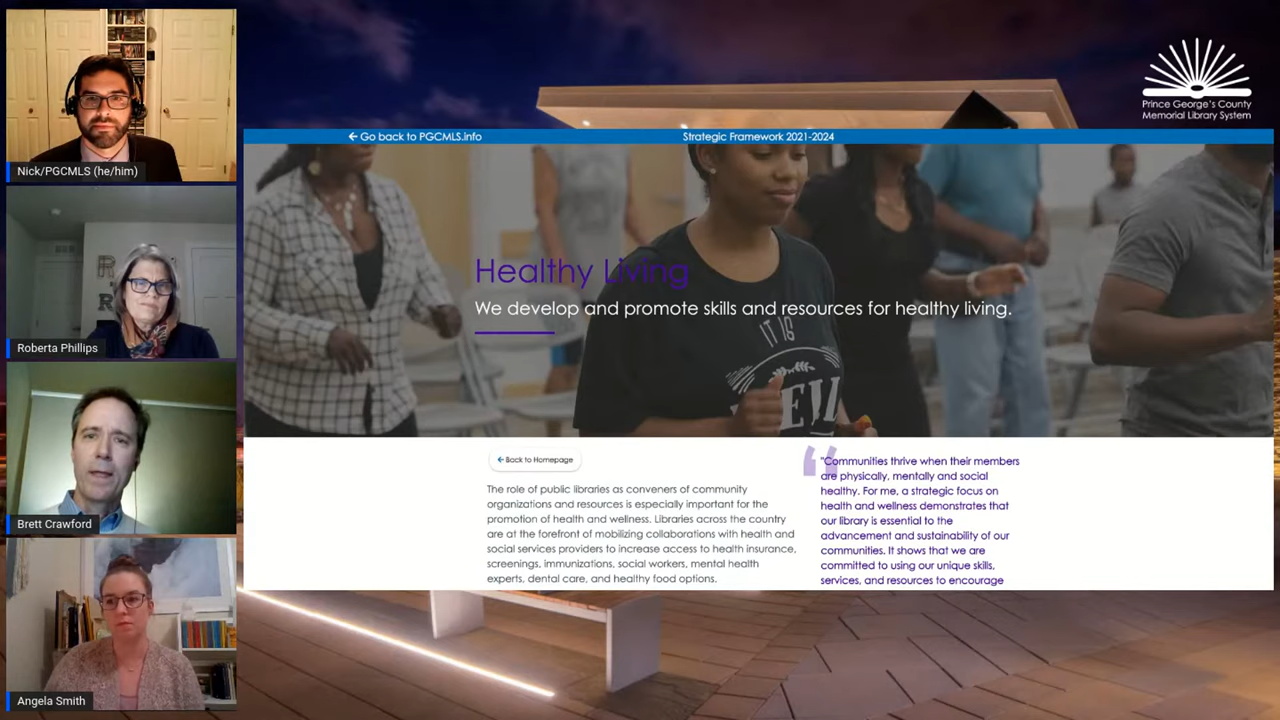 Nick/PGCMLS (he/him)
Roberta Phillips
Brett Crawford
Angela Smith
Prince George's County
Memorial Library System
← Go back to PGCMLS.info
Strategic Framework 2021-2024
Healthy Living
We develop and promote skills and resources for healthy living.
IT IS
← Back to Homepage
The role of public libraries as conveners of community
organizations and resources is especially important for the
promotion of health and wellness. Libraries across the country
are at the forefront of mobilizing collaborations with health and
social services providers to increase access to health insurance,
screenings, immunizations, social workers, mental health
experts, dental care, and healthy food options.
"Communities thrive when their members
are physically, mentally and social
healthy. For me, a strategic focus on
health and wellness demonstrates that
our library is essential to the
advancement and sustainability of our
communities. It shows that we are
committed to using our unique skills,
services, and resources to encourage